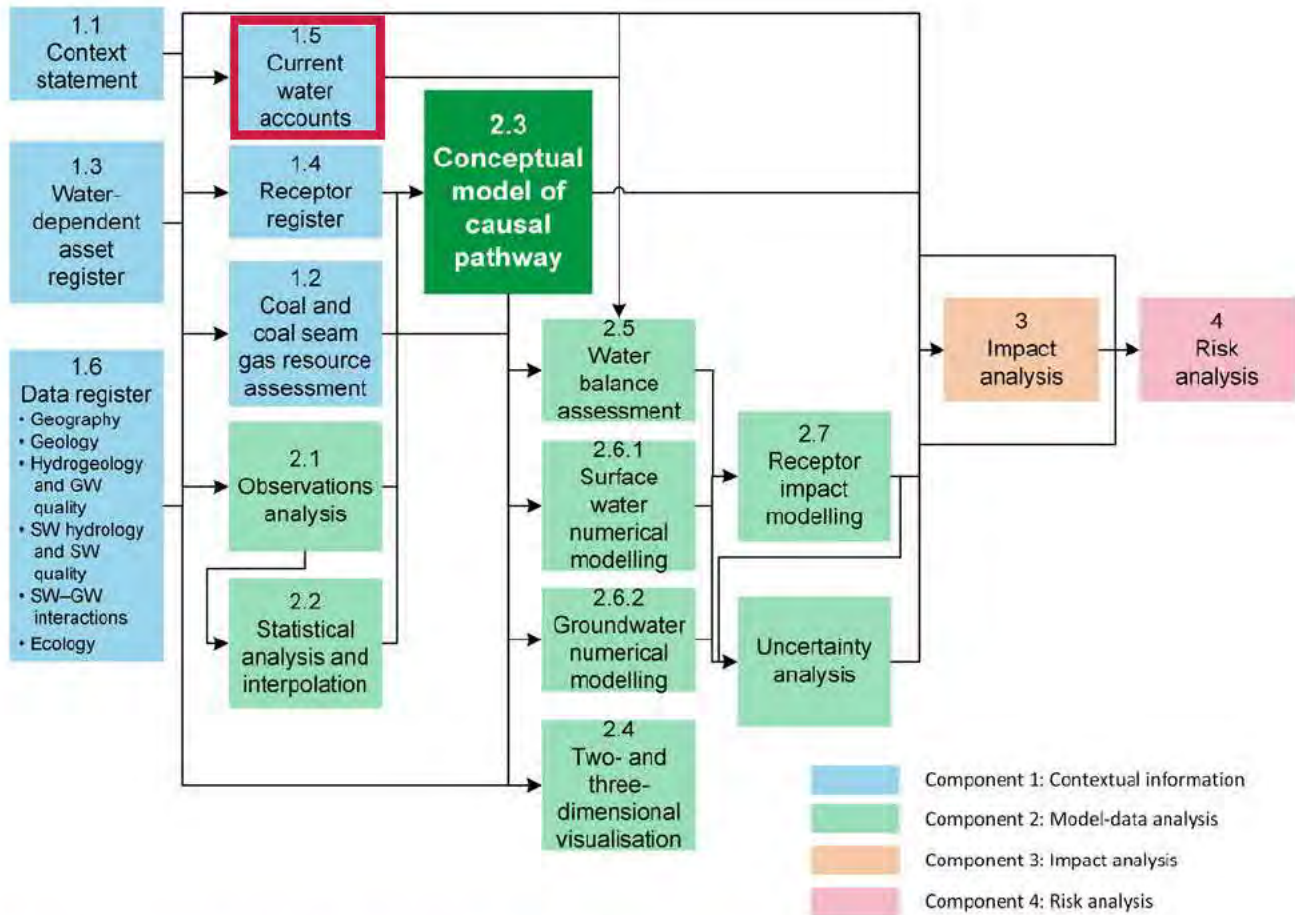 1.1
Context
statement
1.5
Current
water
accounts
1.3
Water-
dependent
asset
register
1.4
Receptor
register
2.3
Conceptual
model of
causal
pathway
1.2
Coal and
coal seam
gas resource
assessment
1.6
Data register
• Geography
• Geology
• Hydrogeology
and GW
quality
• SW hydrology
and SW
quality
• SW–GW
interactions
• Ecology
2.1
Observations
analysis
2.2
Statistical
analysis and
interpolation
2.5
Water
balance
assessment
2.6.1
Surface
water
numerical
modelling
2.6.2
Groundwater
numerical
modelling
2.4
Two- and
three-
dimensional
visualisation
2.7
Receptor
impact
modelling
Uncertainty
analysis
3
Impact
analysis
4
Risk
analysis
Component 1: Contextual information
Component 2: Model-data analysis
Component 3: Impact analysis
Component 4: Risk analysis